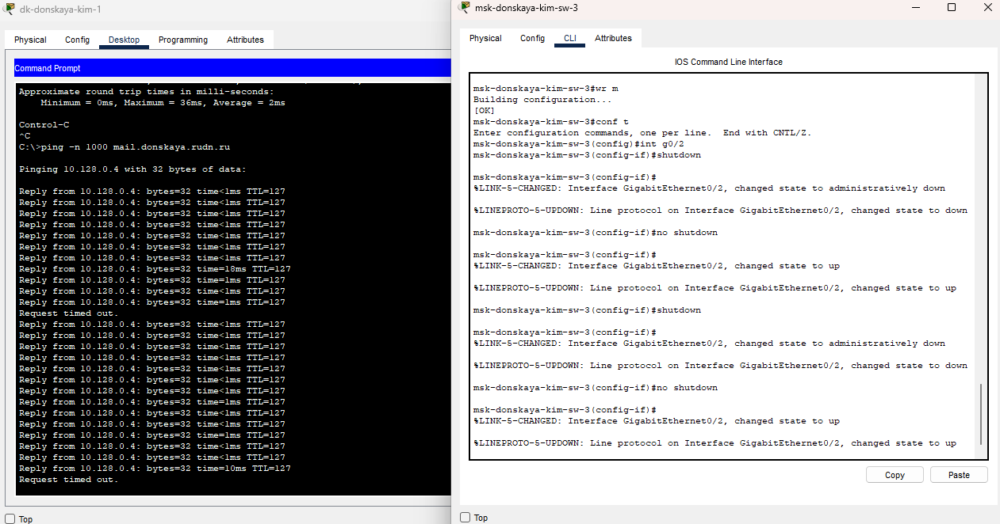 dk-donskaya-kim-1
Physical Config Desktop Programming Attributes
Command Prompt
Approximate round trip times in milli-seconds:
    Minimum = 0ms, Maximum = 36ms, Average = 2ms
Control-C
^C
C:\>ping -n 1000 mail.donskaya.rudn.ru
Pinging 10.128.0.4 with 32 bytes of data:
Reply from 10.128.0.4: bytes=32 time<1ms TTL=127
Reply from 10.128.0.4: bytes=32 time<1ms TTL=127
Reply from 10.128.0.4: bytes=32 time<1ms TTL=127
Reply from 10.128.0.4: bytes=32 time<1ms TTL=127
Reply from 10.128.0.4: bytes=32 time<1ms TTL=127
Reply from 10.128.0.4: bytes=32 time<1ms TTL=127
Reply from 10.128.0.4: bytes=32 time<1ms TTL=127
Reply from 10.128.0.4: bytes=32 time=18ms TTL=127
Reply from 10.128.0.4: bytes=32 time=1ms TTL=127
Reply from 10.128.0.4: bytes=32 time<1ms TTL=127
Reply from 10.128.0.4: bytes=32 time<1ms TTL=127
Request timed out.
Reply from 10.128.0.4: bytes=32 time<1ms TTL=127
Reply from 10.128.0.4: bytes=32 time<1ms TTL=127
Reply from 10.128.0.4: bytes=32 time<1ms TTL=127
Reply from 10.128.0.4: bytes=32 time<1ms TTL=127
Reply from 10.128.0.4: bytes=32 time<1ms TTL=127
Reply from 10.128.0.4: bytes=32 time<1ms TTL=127
Reply from 10.128.0.4: bytes=32 time<1ms TTL=127
Reply from 10.128.0.4: bytes=32 time=1ms TTL=127
Reply from 10.128.0.4: bytes=32 time<1ms TTL=127
Reply from 10.128.0.4: bytes=32 time<1ms TTL=127
Reply from 10.128.0.4: bytes=32 time=1ms TTL=127
Reply from 10.128.0.4: bytes=32 time<1ms TTL=127
Reply from 10.128.0.4: bytes=32 time<1ms TTL=127
Reply from 10.128.0.4: bytes=32 time=10ms TTL=127
Request timed out.
Top
msk-donskaya-kim-sw-3
Physical Config CLI Attributes
IOS Command Line Interface
msk-donskaya-kim-sw-3#wr m
Building configuration...
[OK]
msk-donskaya-kim-sw-3#conf t
Enter configuration commands, one per line.  End with CNTL/Z.
msk-donskaya-kim-sw-3(config)#int g0/2
msk-donskaya-kim-sw-3(config-if)#shutdown
msk-donskaya-kim-sw-3(config-if)#
%LINK-5-CHANGED: Interface GigabitEthernet0/2, changed state to administratively down
%LINEPROTO-5-UPDOWN: Line protocol on Interface GigabitEthernet0/2, changed state to down
msk-donskaya-kim-sw-3(config-if)#no shutdown
msk-donskaya-kim-sw-3(config-if)#
%LINK-5-CHANGED: Interface GigabitEthernet0/2, changed state to up
%LINEPROTO-5-UPDOWN: Line protocol on Interface GigabitEthernet0/2, changed state to up
msk-donskaya-kim-sw-3(config-if)#shutdown
msk-donskaya-kim-sw-3(config-if)#
%LINK-5-CHANGED: Interface GigabitEthernet0/2, changed state to administratively down
%LINEPROTO-5-UPDOWN: Line protocol on Interface GigabitEthernet0/2, changed state to down
msk-donskaya-kim-sw-3(config-if)#no shutdown
msk-donskaya-kim-sw-3(config-if)#
%LINK-5-CHANGED: Interface GigabitEthernet0/2, changed state to up
%LINEPROTO-5-UPDOWN: Line protocol on Interface GigabitEthernet0/2, changed state to up
Copy Paste
Top